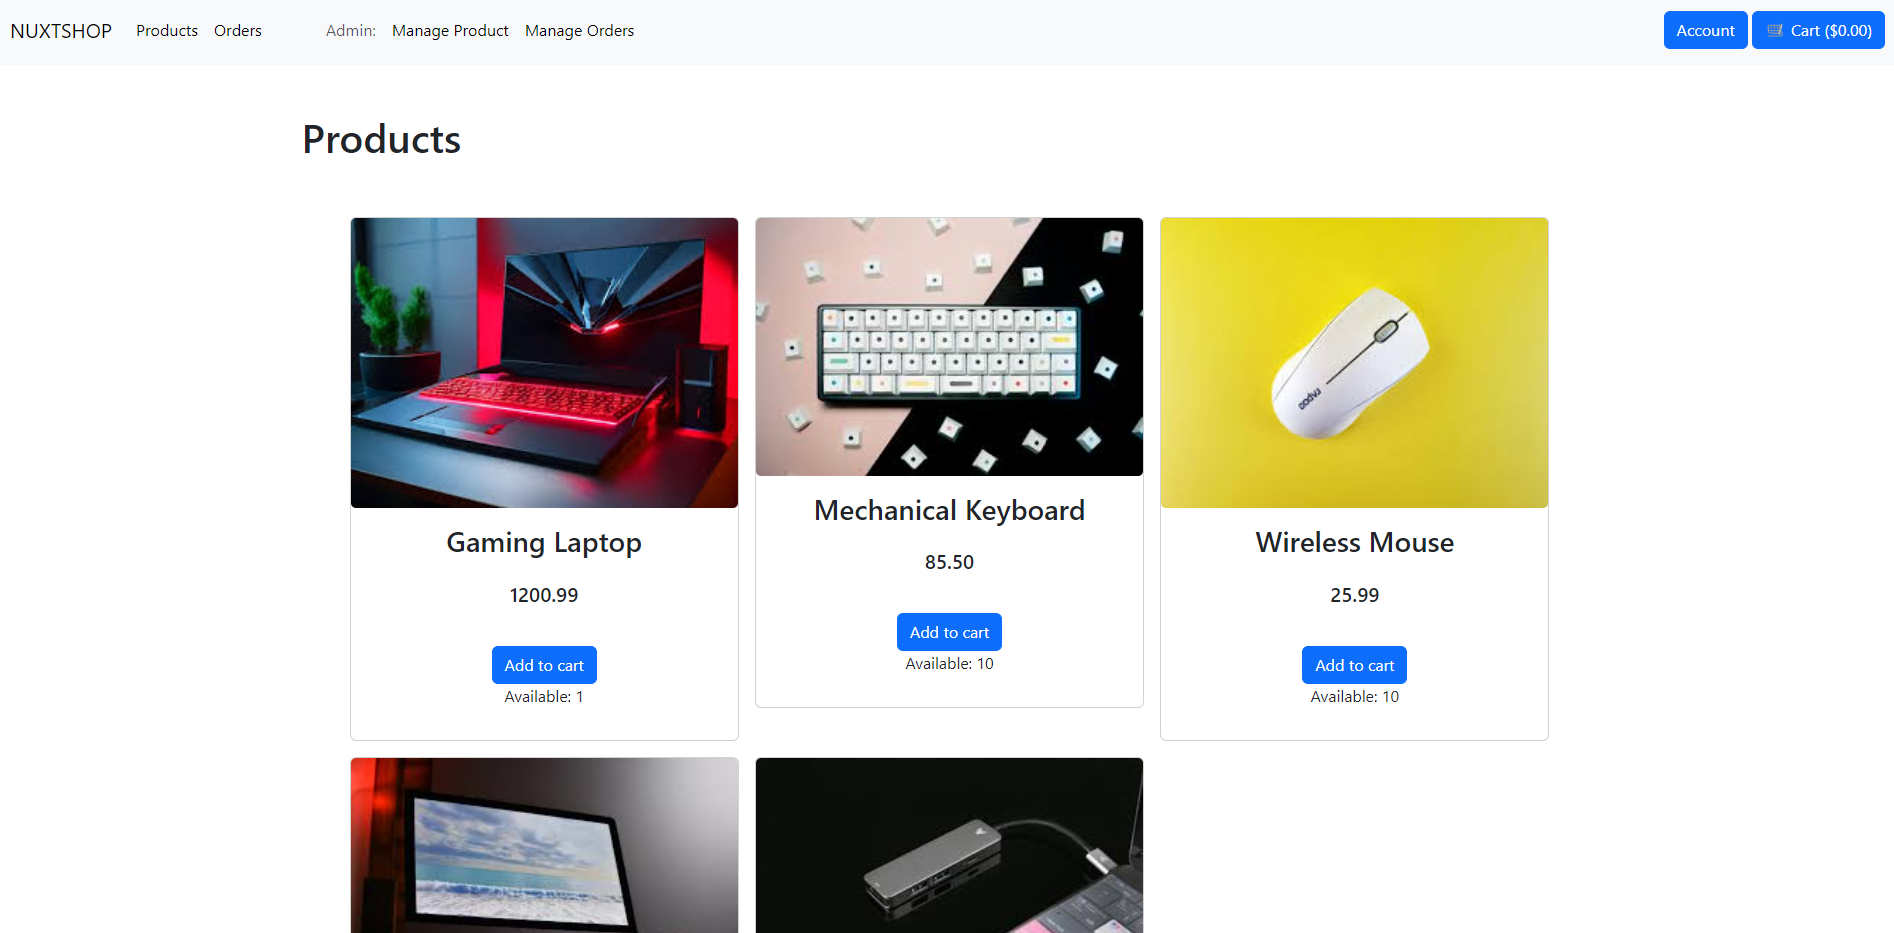 NUXTSHOP Products Orders Admin: Manage Product Manage Orders Account Cart ($0.00)
Products
Gaming Laptop
1200.99
Add to cart
Available: 1
Mechanical Keyboard
85.50
Add to cart
Available: 10
rapoo
Wireless Mouse
25.99
Add to cart
Available: 10